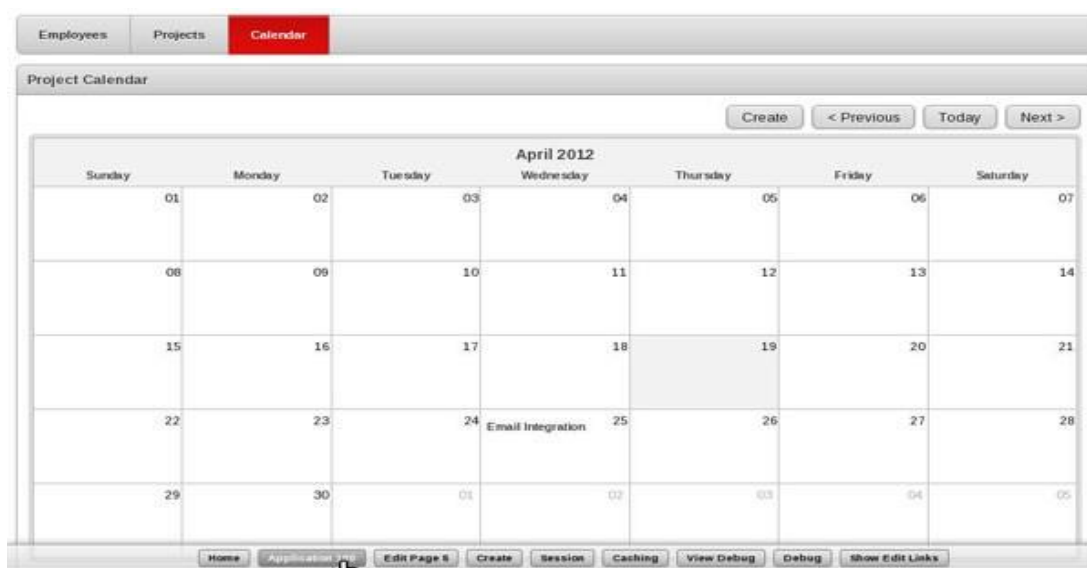 Employees Projects Calendar
Project Calendar
Create < Previous Today Next >
April 2012
Sunday Monday Tuesday Wednesday Thursday Friday Saturday
01 02 03 04 05 06 07
08 09 10 11 12 13 14
15 16 17 18 19 20 21
22 23 24 Email Integration 25 26 27 28
29 30 01 02 03 04 05
Home Application Edit Page 6 Create Session Caching View Debug Debug Show Edit Links